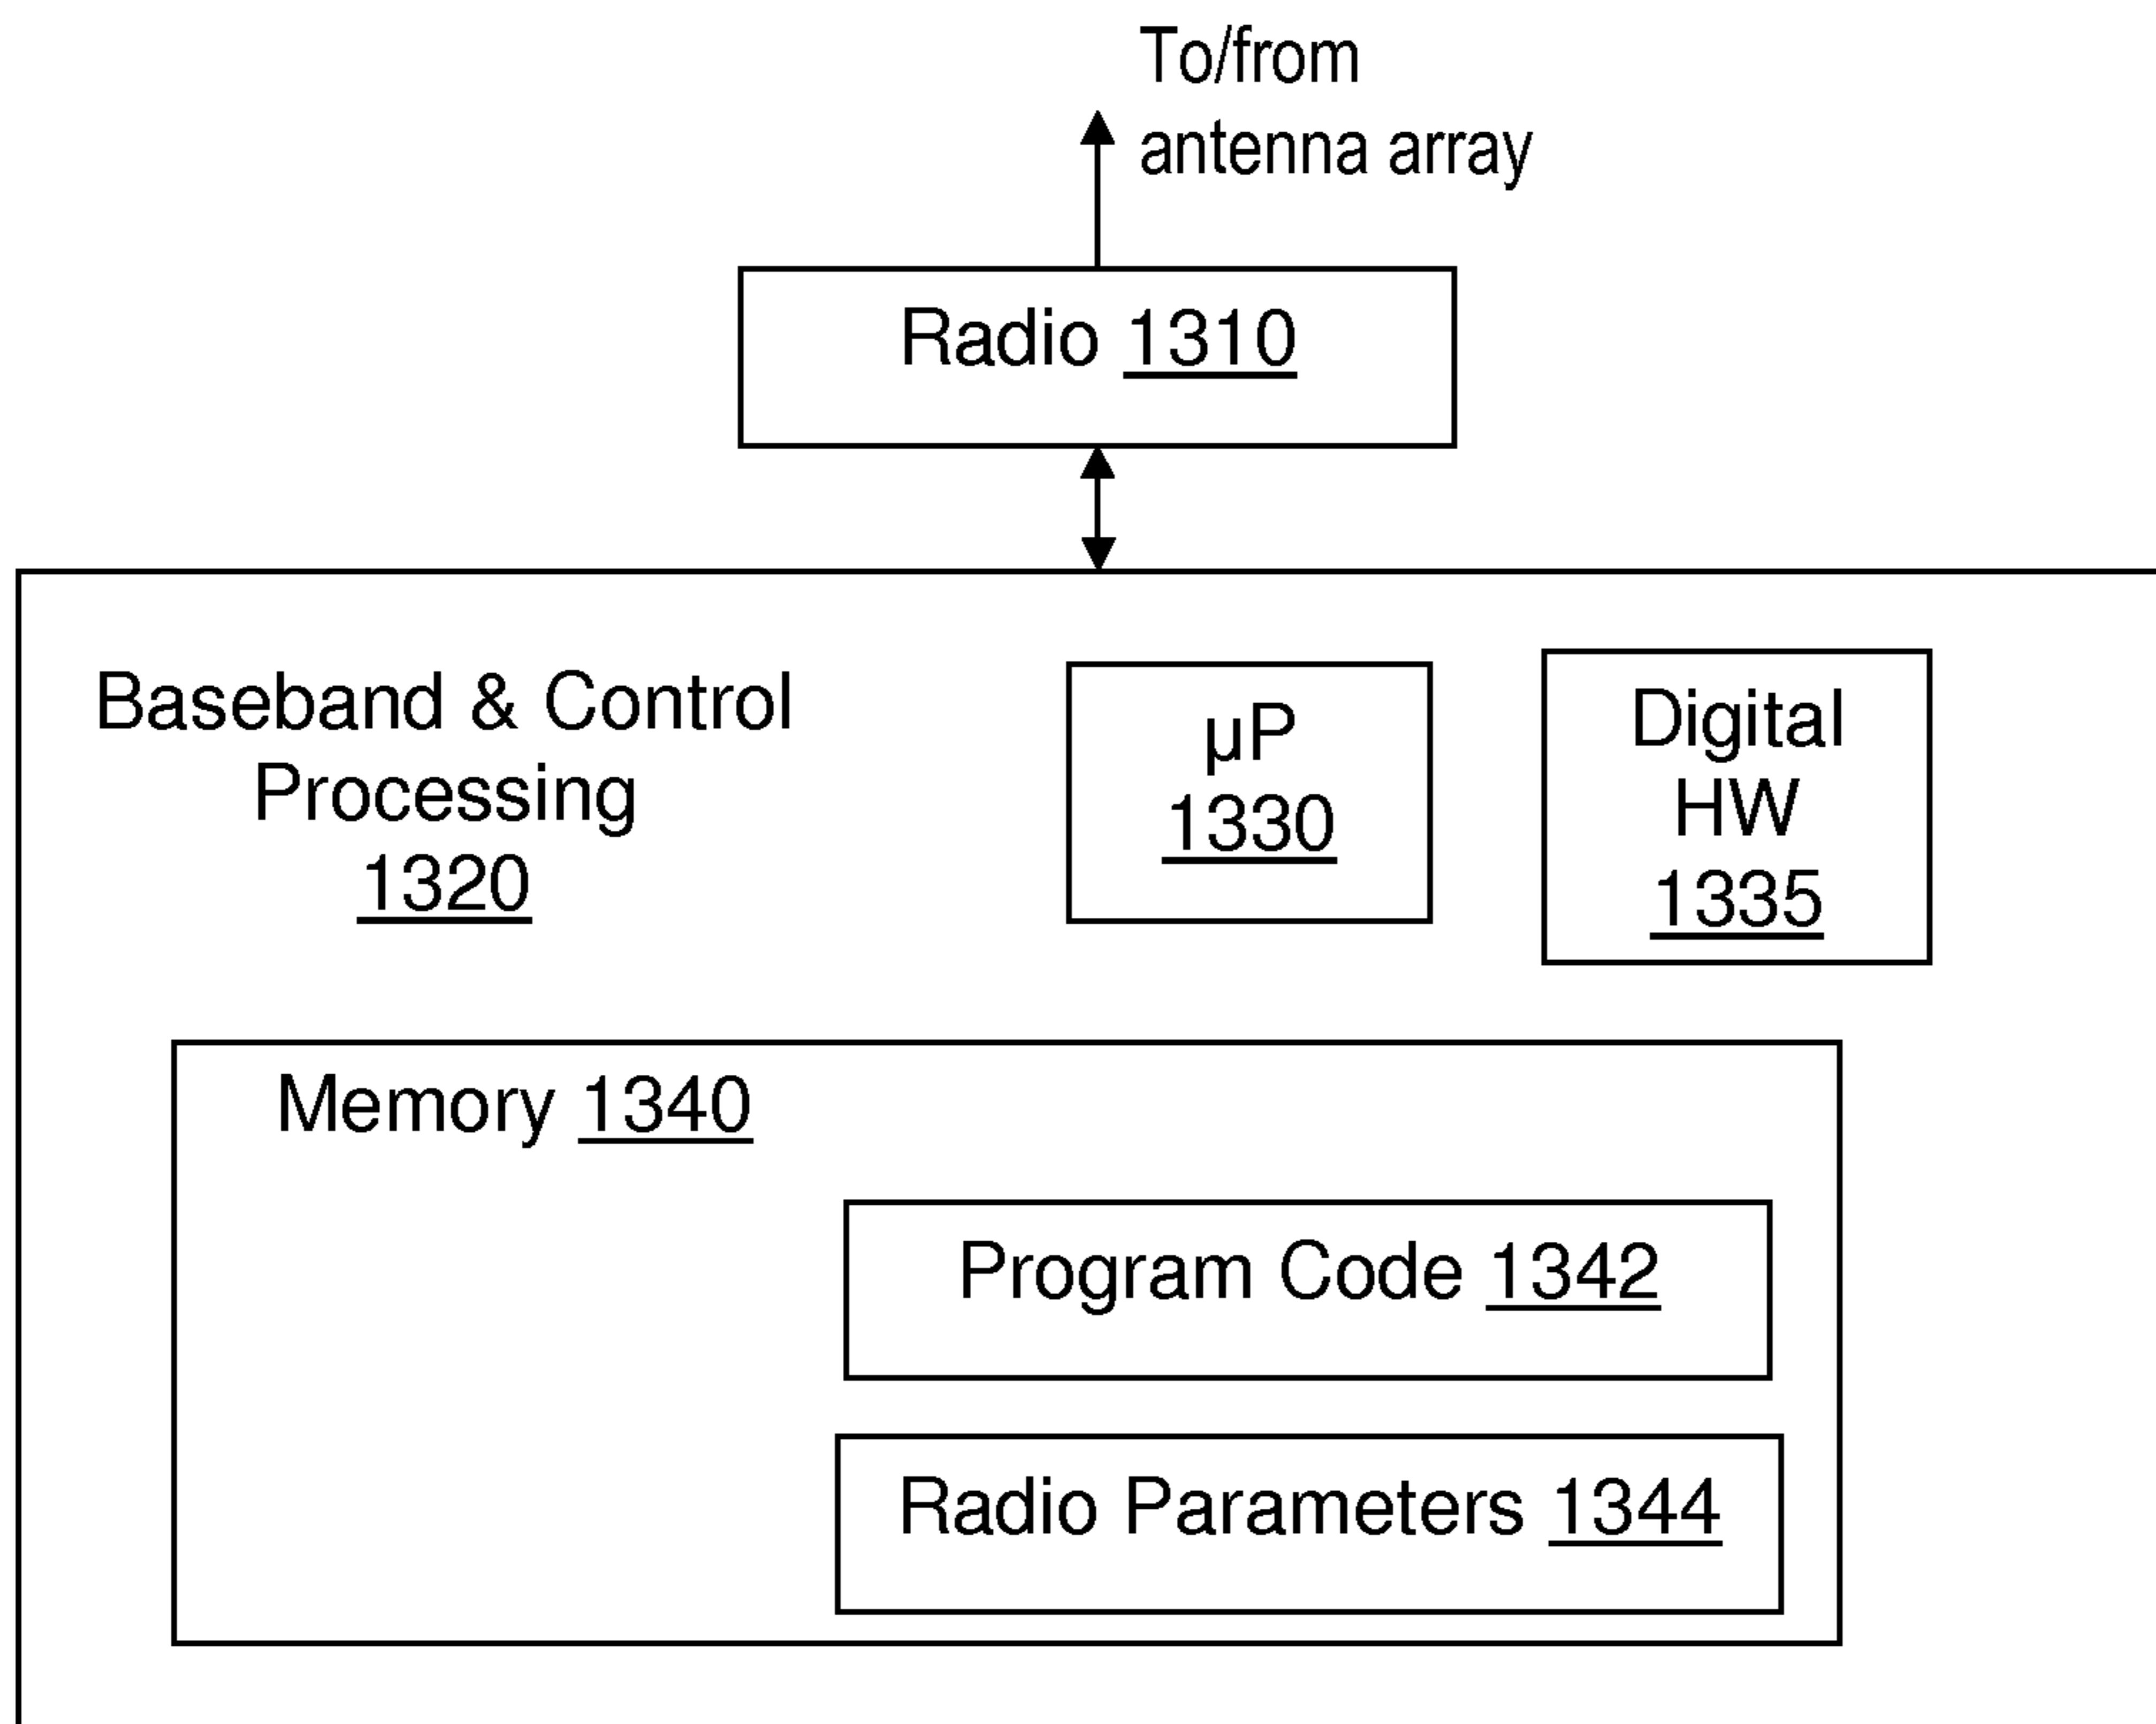 To/from
antenna array
Radio 1310
Baseband & Control
Processing
1320
µP
1330
Digital
HW
1335
Memory 1340
Program Code 1342
Radio Parameters 1344